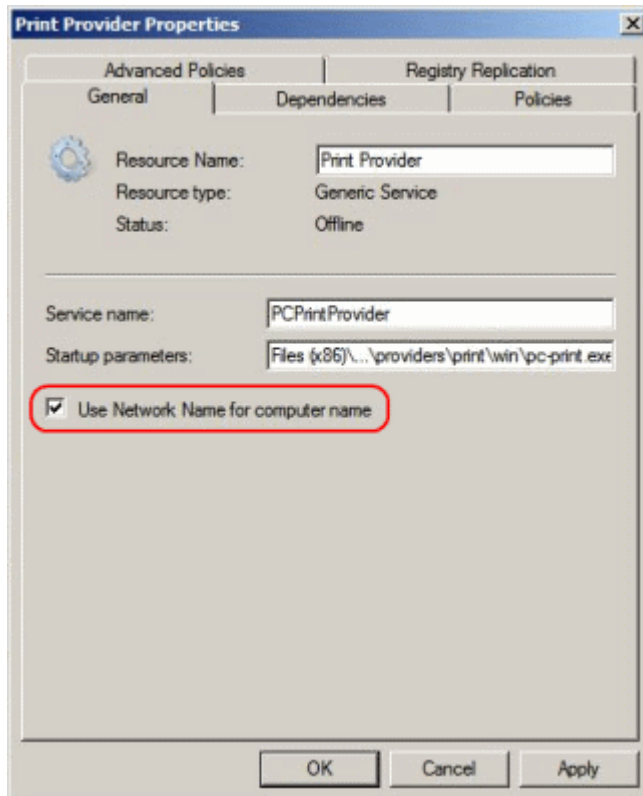 Print Provider Properties
Advanced Policies
Registry Replication
General
Dependencies
Policies
Resource Name: Print Provider
Resource type: Generic Service
Status: Offline
Service name: PCPrintProvider
Startup parameters: Files (x86)\...\providers\print\win\pc-print.exe
Use Network Name for computer name
OK
Cancel
Apply